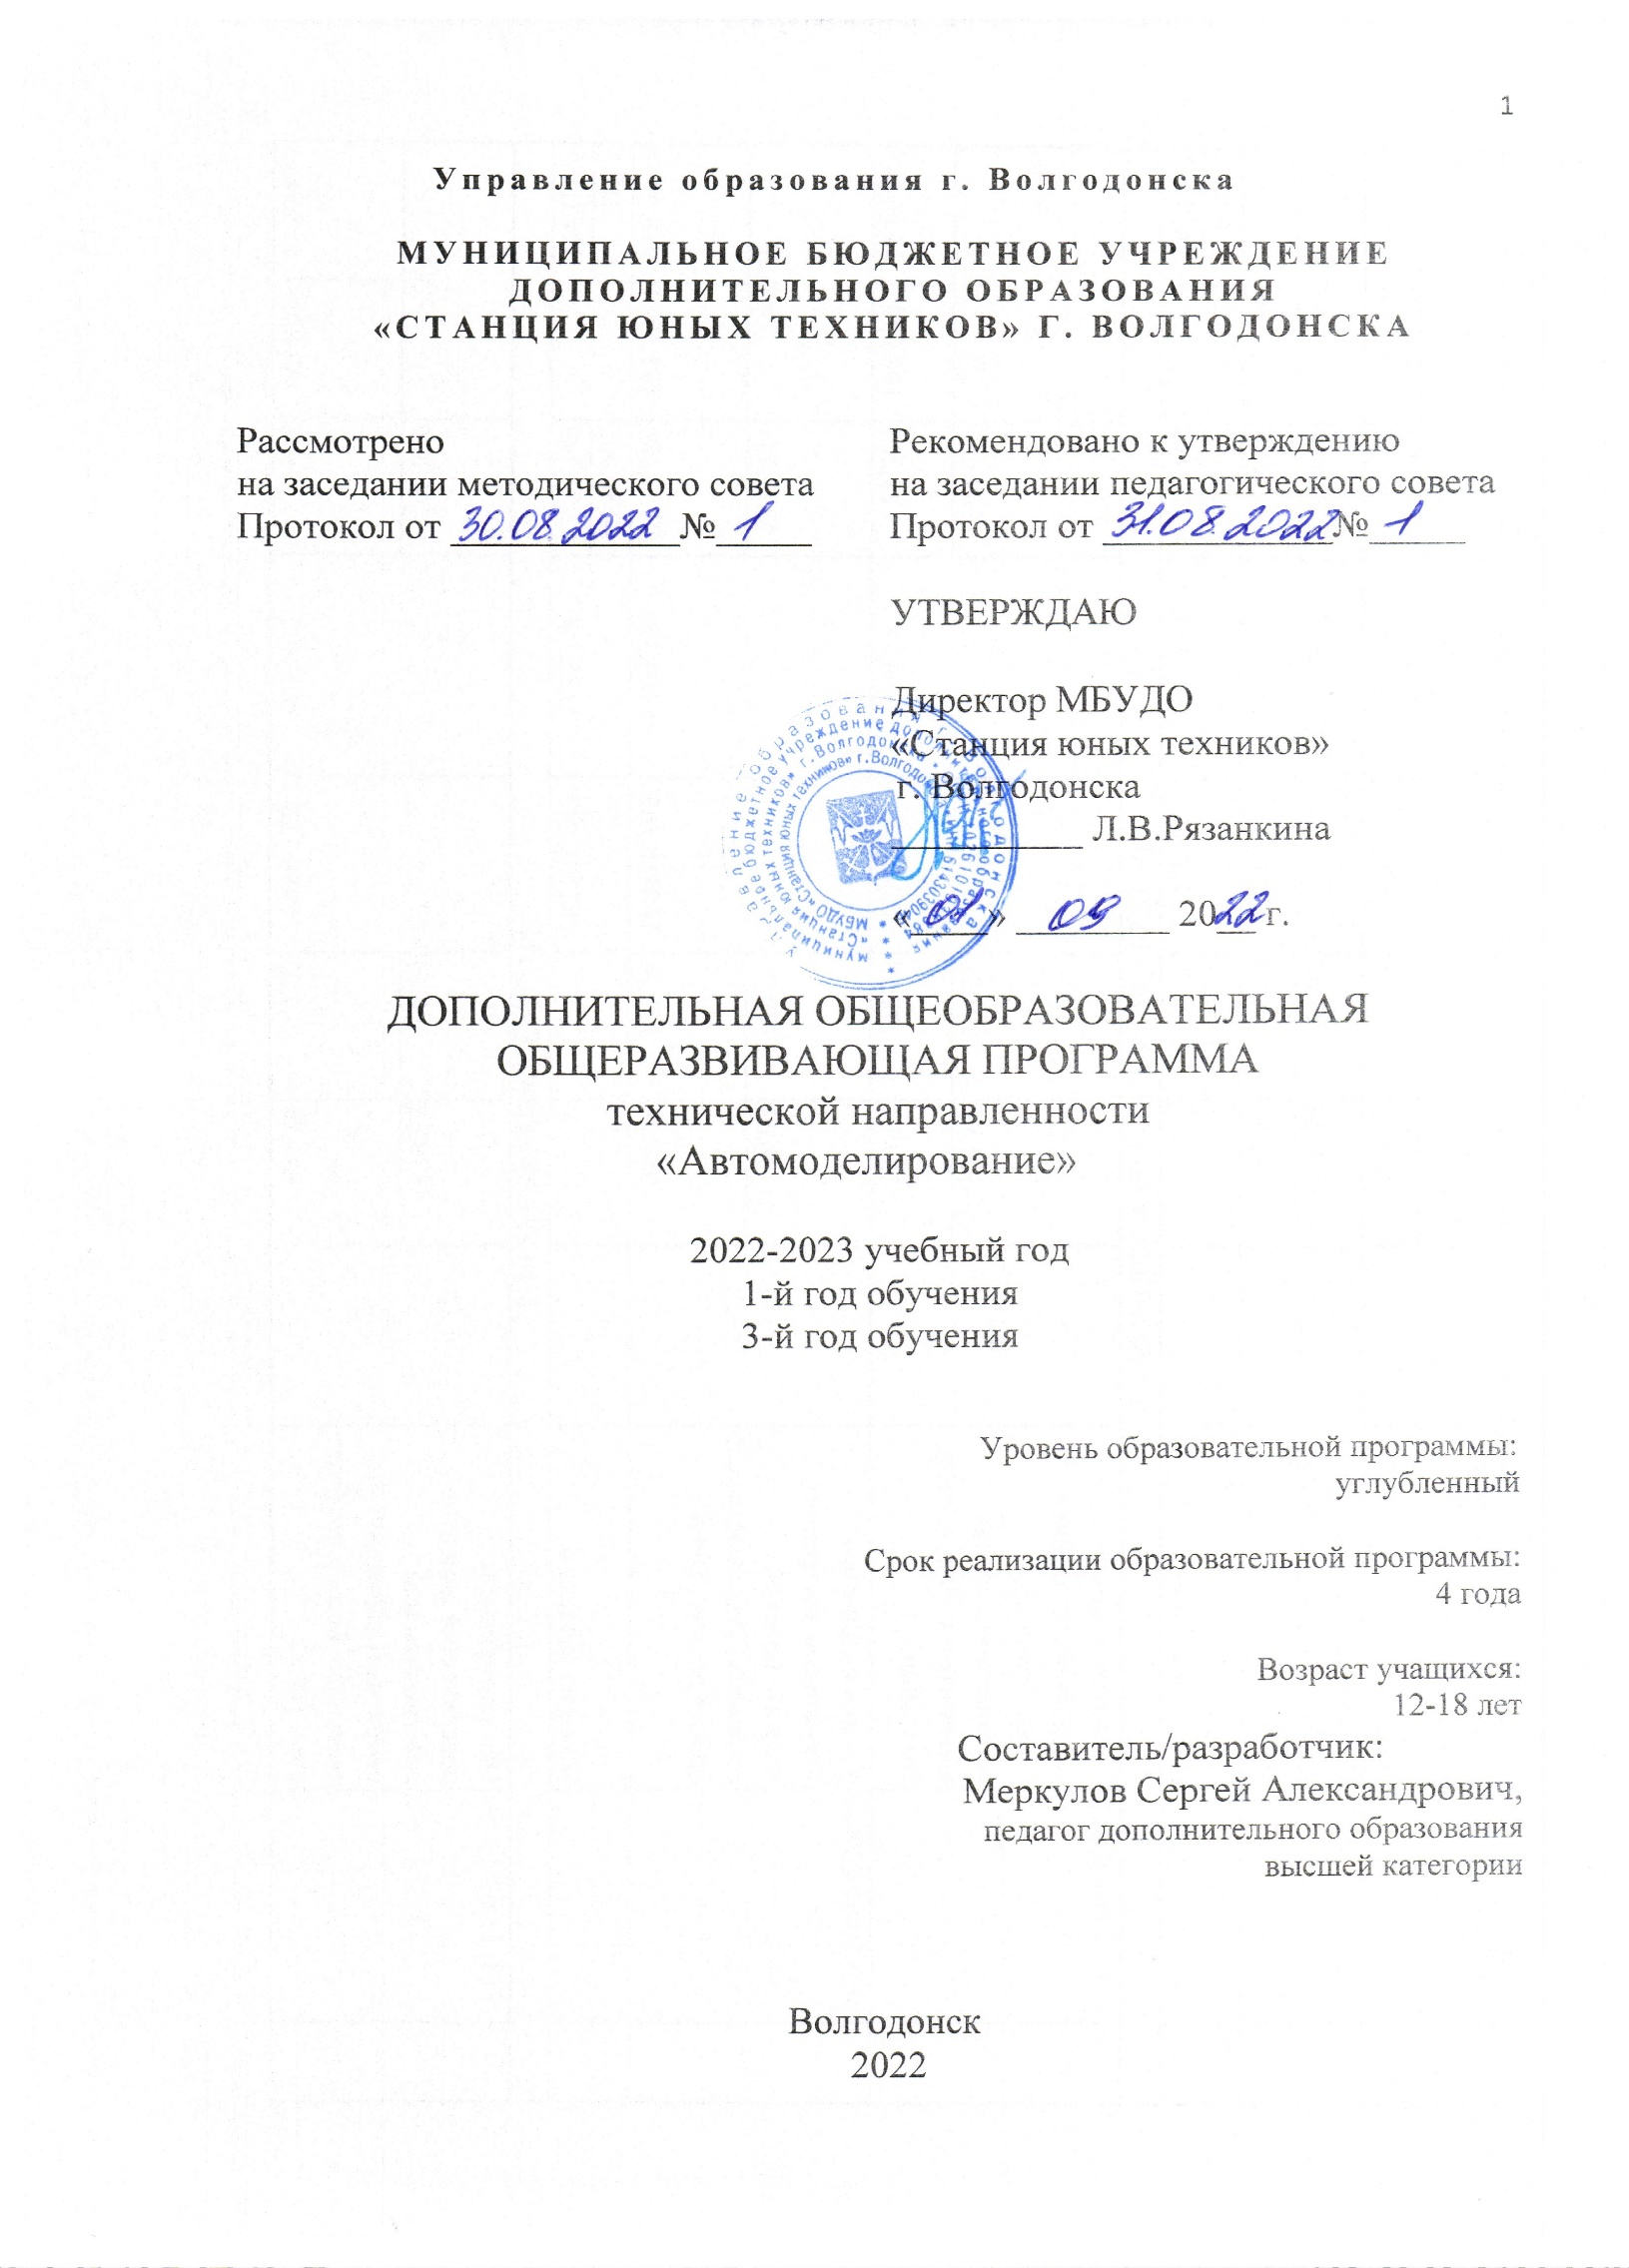 1
Управление образования г. Волгодонска
МУНИЦИПАЛЬНОЕ БЮДЖЕТНОЕ УЧРЕЖДЕНИЕ
ДОПОЛНИТЕЛЬНОГО ОБРАЗОВАНИЯ
«СТАНЦИЯ ЮНЫХ ТЕХНИКОВ» Г. ВОЛГОДОНСКА
Рассмотрено
на заседании методического совета
Протокол от 30.08.2022 № 1
Рекомендовано к утверждению
на заседании педагогического совета
Протокол от 31.08.2022 № 1
УТВЕРЖДАЮ
Директор МБУДО
«Станция юных техников»
г. Волгодонска
Л.В.Рязанкина
«01» 09 2022 г.
ДОПОЛНИТЕЛЬНАЯ ОБЩЕОБРАЗОВАТЕЛЬНАЯ
ОБЩЕРАЗВИВАЮЩАЯ ПРОГРАММА
технической направленности
«Автомоделирование»
2022-2023 учебный год
1-й год обучения
3-й год обучения
Уровень образовательной программы:
углубленный
Срок реализации образовательной программы:
4 года
Возраст учащихся:
12-18 лет
Составитель/разработчик:
Меркулов Сергей Александрович,
педагог дополнительного образования
высшей категории
Волгодонск
2022